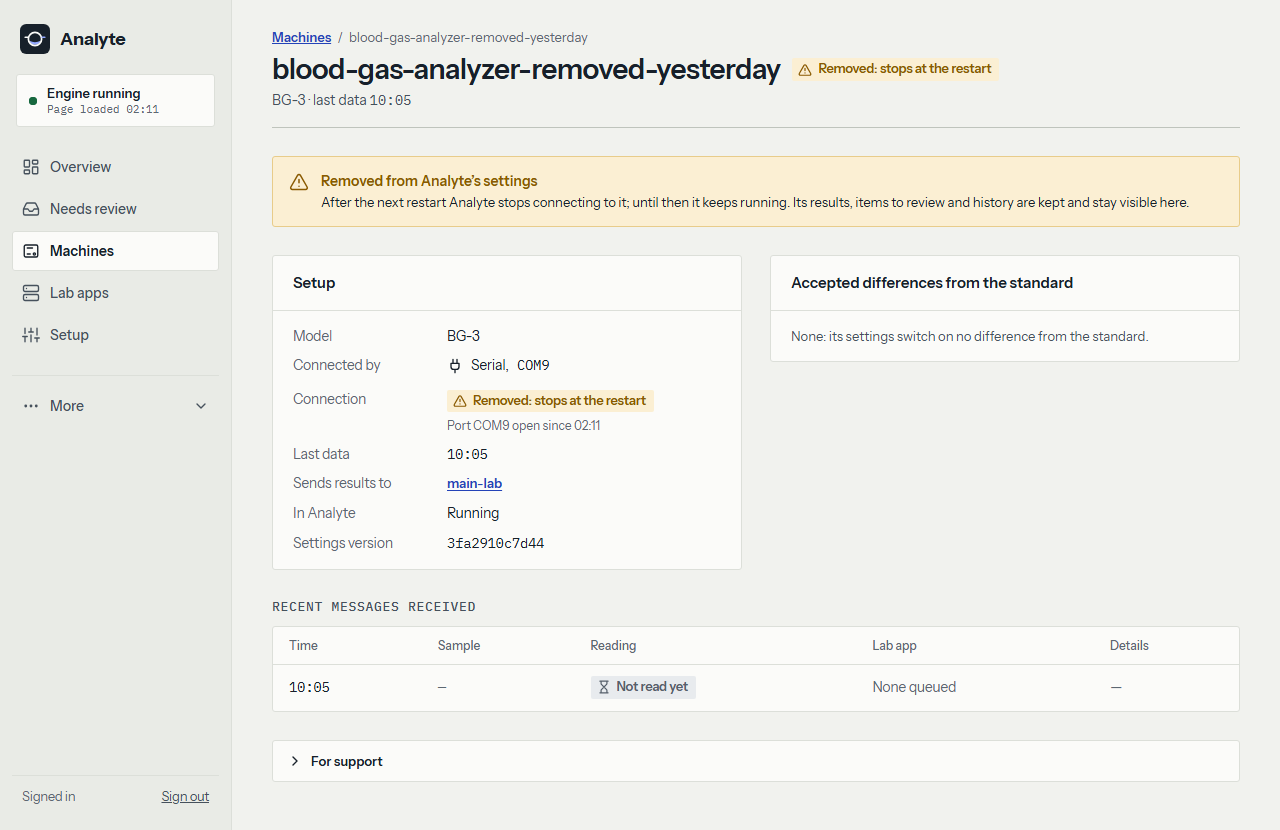 Analyte
Engine running
Page loaded 02:11
Overview
Needs review
Machines
Lab apps
Setup
More
Signed in
Sign out
Machines / blood-gas-analyzer-removed-yesterday
blood-gas-analyzer-removed-yesterday
Removed: stops at the restart
BG-3 · last data 10:05
Removed from Analyte’s settings
After the next restart Analyte stops connecting to it; until then it keeps running. Its results, items to review and history are kept and stay visible here.
Setup
Model BG-3
Connected by Serial, COM9
Connection Removed: stops at the restart
Port COM9 open since 02:11
Last data 10:05
Sends results to main-lab
In Analyte Running
Settings version 3fa2910c7d44
Accepted differences from the standard
None: its settings switch on no difference from the standard.
RECENT MESSAGES RECEIVED
Time Sample Reading Lab app Details
10:05 – Not read yet None queued —
For support